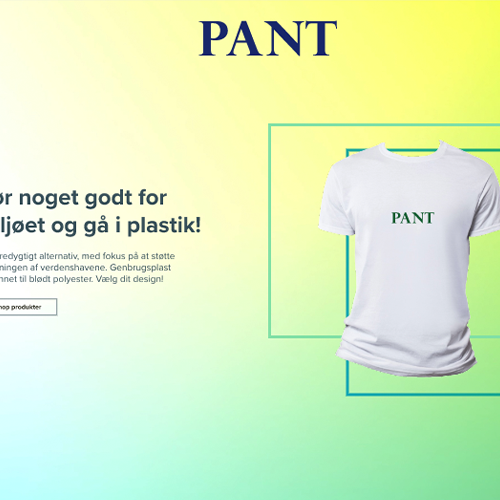 PANT
ør noget godt for
ljøet og gå i plastik!
redygtigt alternativ, med fokus på at støtte
ningen af verdenshavene. Genbrugsplast
nnet til blødt polyester. Vælg dit design!
hop produkter
PANT